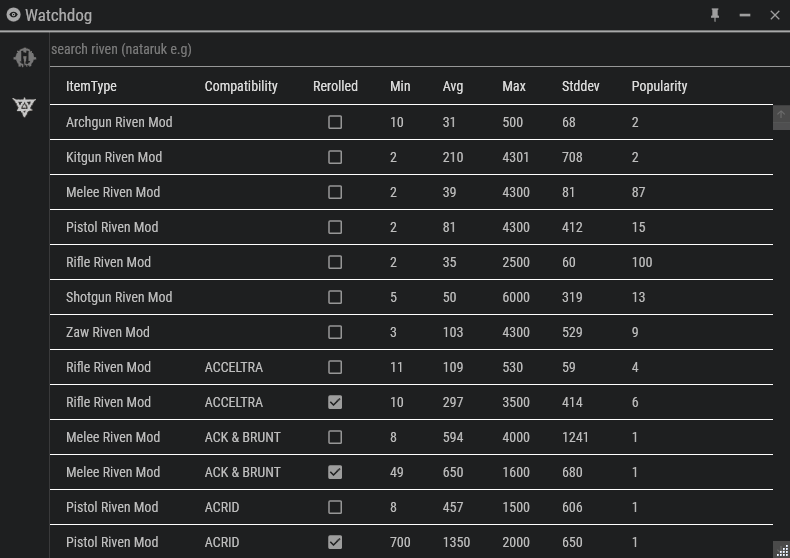 Watchdog
search riven (nataruk e.g)
ItemType Compatibility Rerolled Min Avg Max Stddev Popularity
Archgun Riven Mod 10 31 500 68 2
Kitgun Riven Mod 2 210 4301 708 2
Melee Riven Mod 2 39 4300 81 87
Pistol Riven Mod 2 81 4300 412 15
Rifle Riven Mod 2 35 2500 60 100
Shotgun Riven Mod 5 50 6000 319 13
Zaw Riven Mod 3 103 4300 529 9
Rifle Riven Mod ACCELTRA 11 109 530 59 4
Rifle Riven Mod ACCELTRA 10 297 3500 414 6
Melee Riven Mod ACK & BRUNT 8 594 4000 1241 1
Melee Riven Mod ACK & BRUNT 49 650 1600 680 1
Pistol Riven Mod ACRID 8 457 1500 606 1
Pistol Riven Mod ACRID 700 1350 2000 650 1